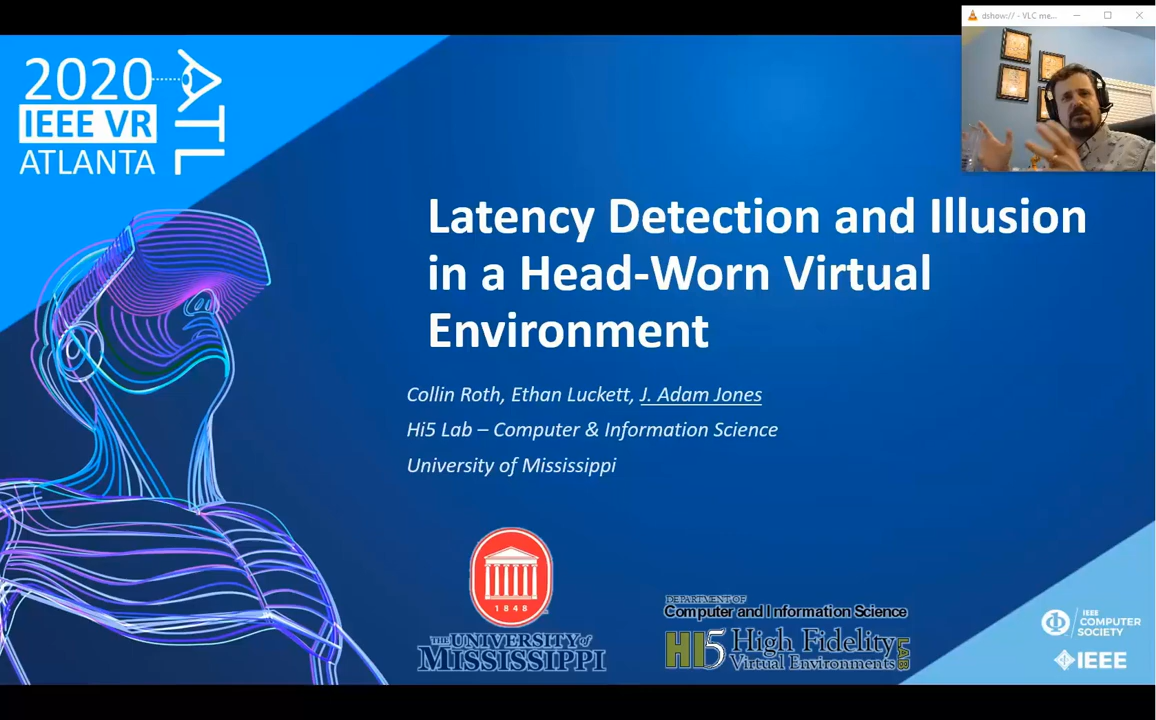 dshow:// - VLC me...
2020
IEEE VR
ATLANTA
ATL
Latency Detection and Illusion
in a Head-Worn Virtual
Environment
Collin Roth, Ethan Luckett, J. Adam Jones
Hi5 Lab – Computer & Information Science
University of Mississippi
1848
THE UNIVERSITY of
MISSISSIPPI
DEPARTMENT OF
Computer and Information Science
HI5 High Fidelity
Virtual Environments LAB
IEEE
COMPUTER
SOCIETY
IEEE